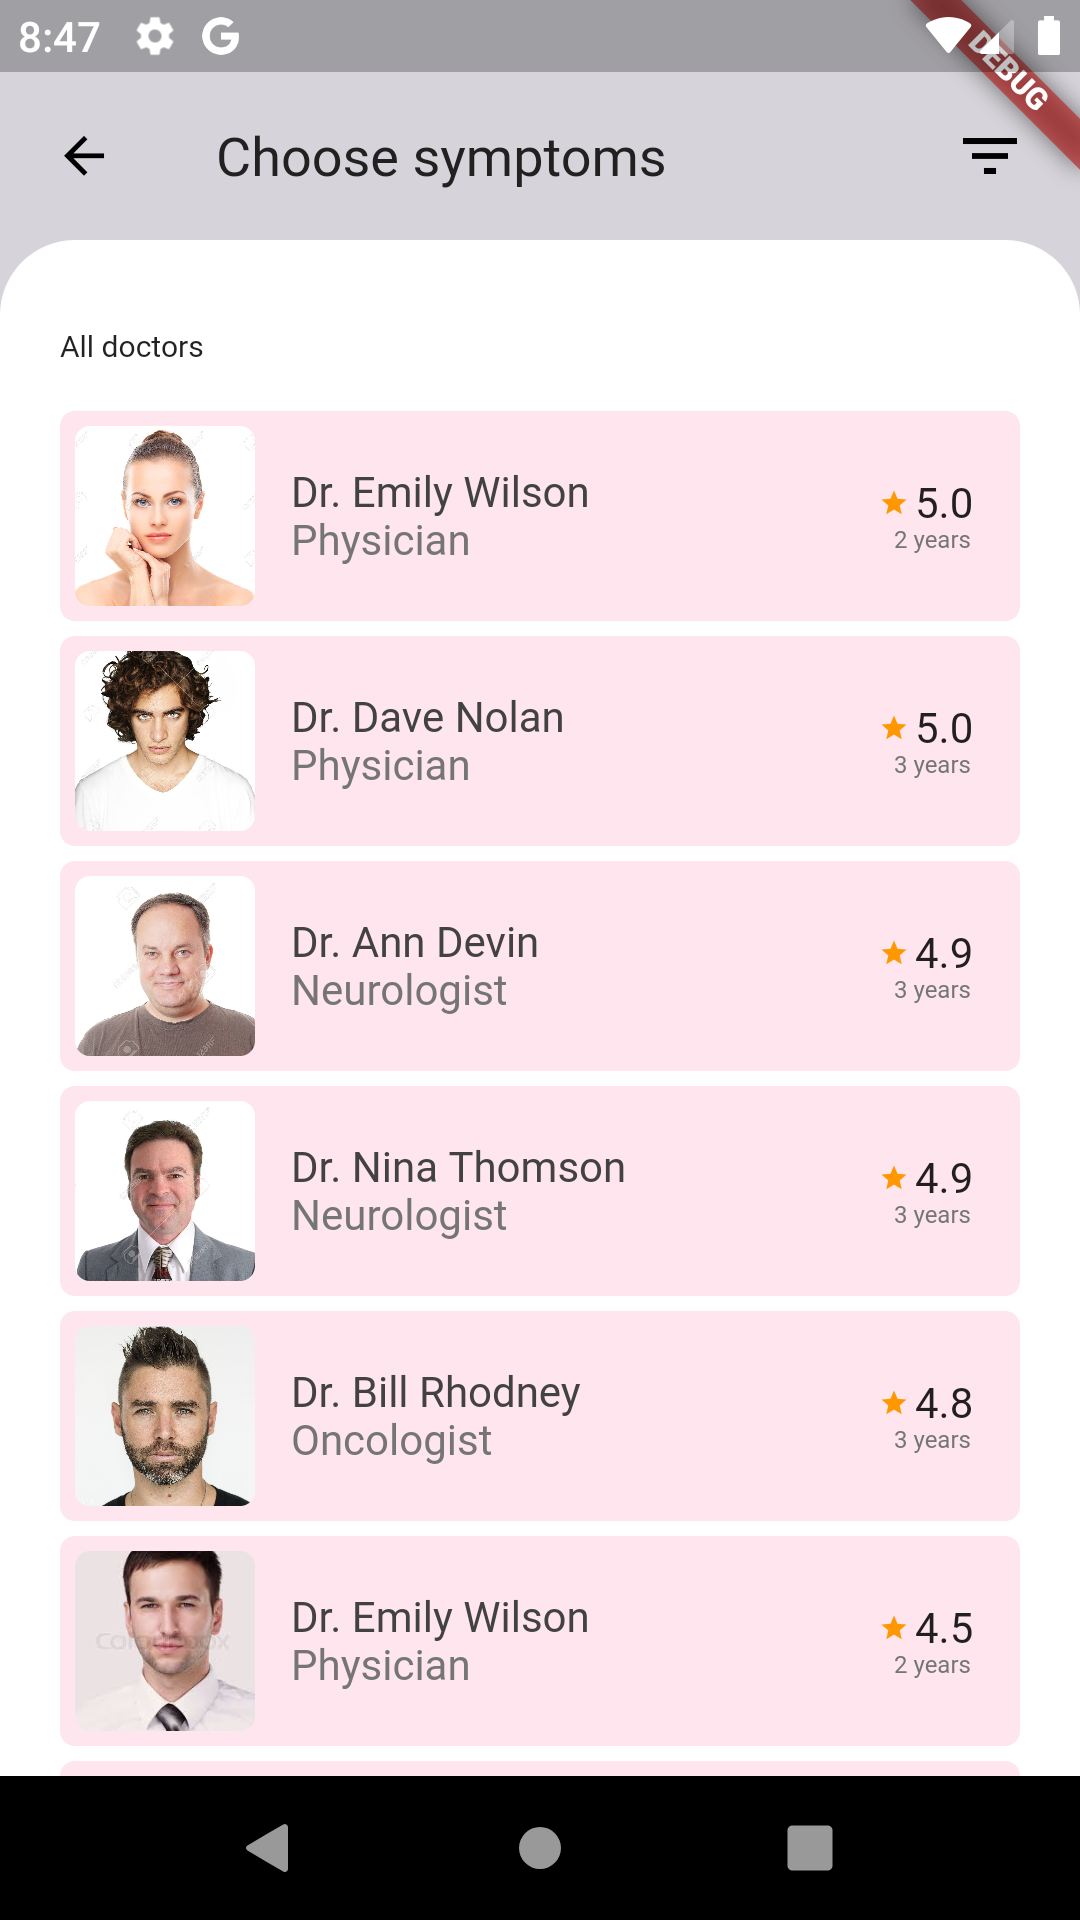 8:47
DEBUG
Choose symptoms
All doctors
Dr. Emily Wilson
Physician
5.0
2 years
Dr. Dave Nolan
Physician
5.0
3 years
Dr. Ann Devin
Neurologist
4.9
3 years
Dr. Nina Thomson
Neurologist
4.9
3 years
Dr. Bill Rhodney
Oncologist
4.8
3 years
Dr. Emily Wilson
Physician
4.5
2 years